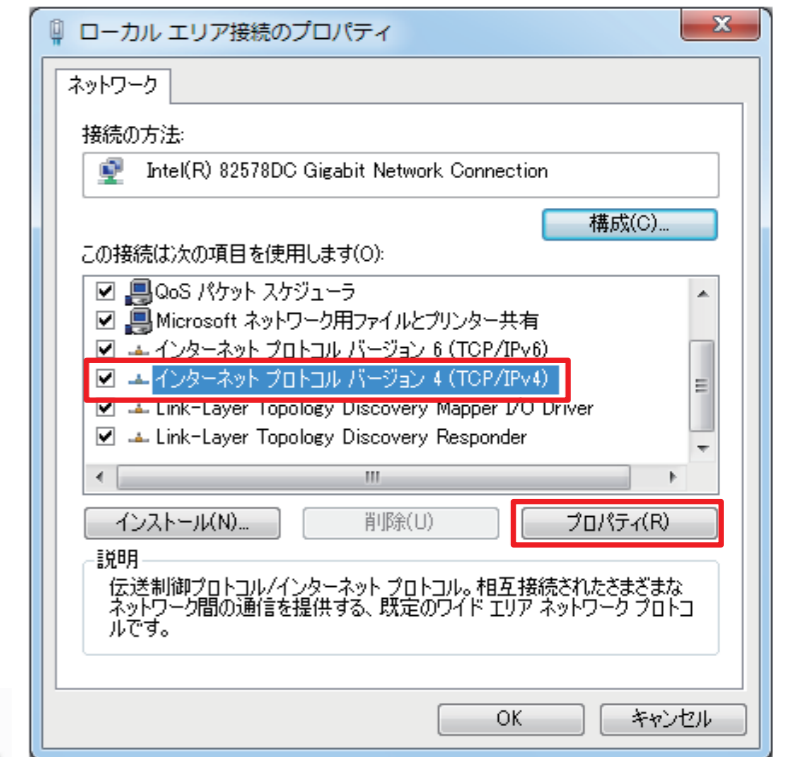 ローカル エリア接続のプロパティ
ネットワーク
接続の方法:
Intel(R) 82578DC Gigabit Network Connection
構成(C)...
この接続は次の項目を使用します(O):
QoS パケット スケジューラ
Microsoft ネットワーク用ファイルとプリンター共有
インターネット プロトコル バージョン 6 (TCP/IPv6)
インターネット プロトコル バージョン 4 (TCP/IPv4)
Link-Layer Topology Discovery Mapper I/O Driver
Link-Layer Topology Discovery Responder
インストール(N)...
削除(U)
プロパティ(R)
説明
伝送制御プロトコル/インターネット プロトコル。相互接続されたさまざまな
ネットワーク間の通信を提供する、既定のワイド エリア ネットワーク プロトコ
ルです。
OK
キャンセル